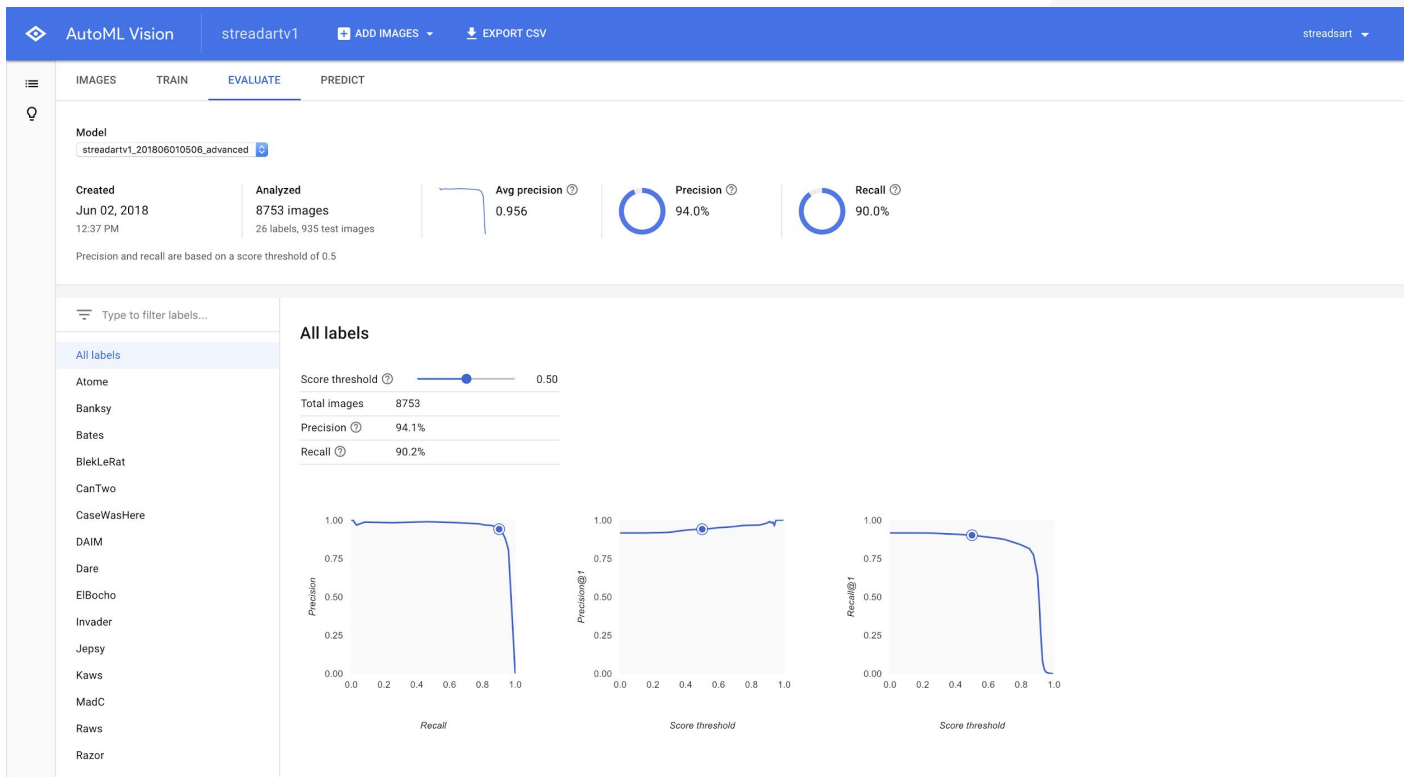 AutoML Vision streadartv1 ADD IMAGES EXPORT CSV streadsart
IMAGES TRAIN EVALUATE PREDICT
Model
streadartv1_201806010506_advanced
Created Analyzed Avg precision Precision Recall
Jun 02, 2018 8753 images 0.956 94.0% 90.0%
12:37 PM 26 labels, 935 test images
Precision and recall are based on a score threshold of 0.5
Type to filter labels...
All labels
Atome
Banksy
Bates
BlekLeRat
CanTwo
CaseWasHere
DAIM
Dare
ElBocho
Invader
Jepsy
Kaws
MadC
Raws
Razor
All labels
Score threshold 0.50
Total images 8753
Precision 94.1%
Recall 90.2%
Precision
1.00
0.75
0.50
0.25
0.00
0.0 0.2 0.4 0.6 0.8 1.0
Recall
Precision@1
1.00
0.75
0.50
0.25
0.00
0.0 0.2 0.4 0.6 0.8 1.0
Score threshold
Recall@1
1.00
0.75
0.50
0.25
0.00
0.0 0.2 0.4 0.6 0.8 1.0
Score threshold